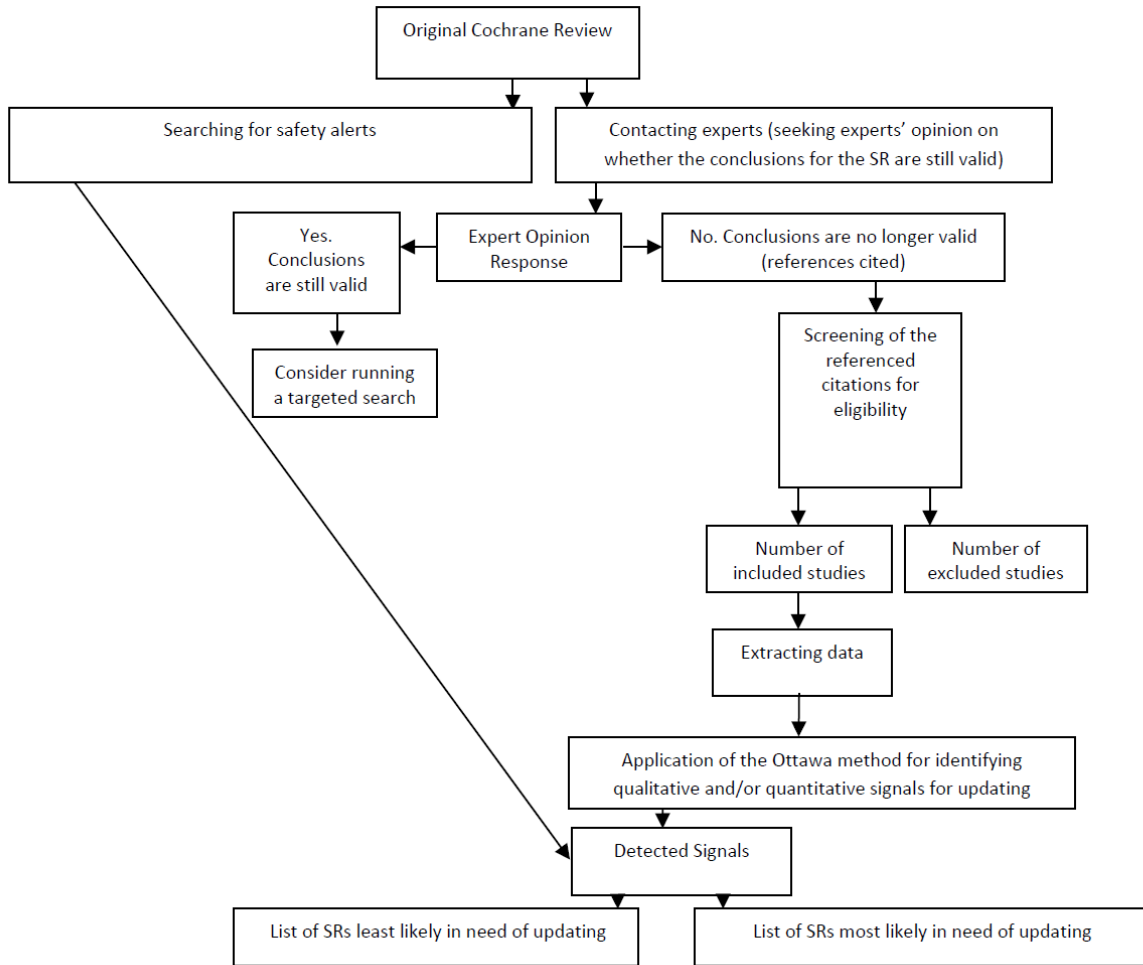 Original Cochrane Review
Searching for safety alerts
Contacting experts (seeking experts’ opinion on
whether the conclusions for the SR are still valid)
Yes.
Conclusions
are still valid
Expert Opinion
Response
No. Conclusions are no longer valid
(references cited)
Consider running
a targeted search
Screening of the
referenced
citations for
eligibility
Number of
included studies
Number of
excluded studies
Extracting data
Application of the Ottawa method for identifying
qualitative and/or quantitative signals for updating
Detected Signals
List of SRs least likely in need of updating
List of SRs most likely in need of updating